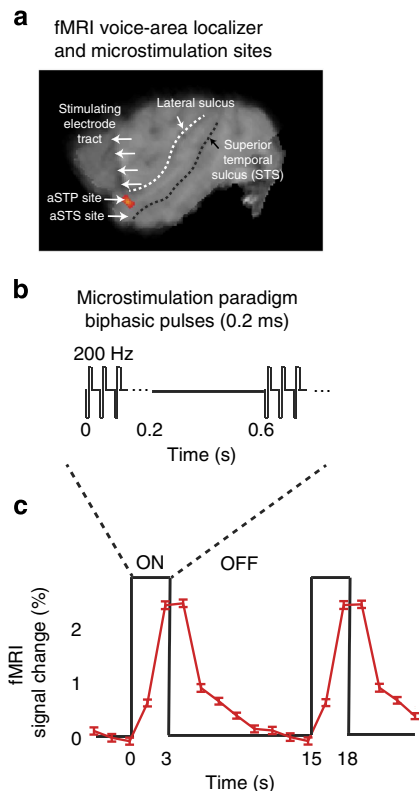 a
fMRI voice-area localizer
and microstimulation sites
Stimulating
electrode
tract
Lateral sulcus
Superior
temporal
sulcus (STS)
aSTP site
aSTS site
b
Microstimulation paradigm
biphasic pulses (0.2 ms)
200 Hz
0 0.2 0.6
Time (s)
c
ON OFF
fMRI
signal change (%)
2
1
0
0 3 15 18
Time (s)